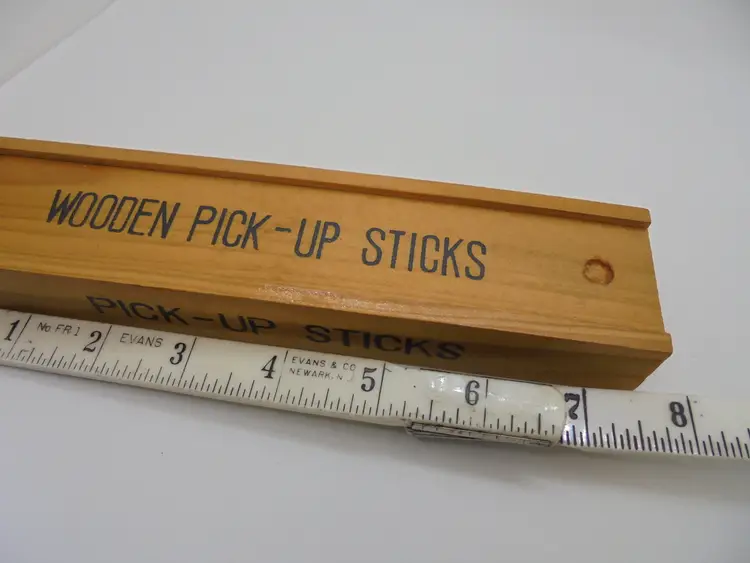 WOODEN PICK-UP STICKS
PICK-UP STICKS
1 No FR.1 2 EVANS 3 4 EVANS & CO 5 6 7 8
NEWARK, N.J